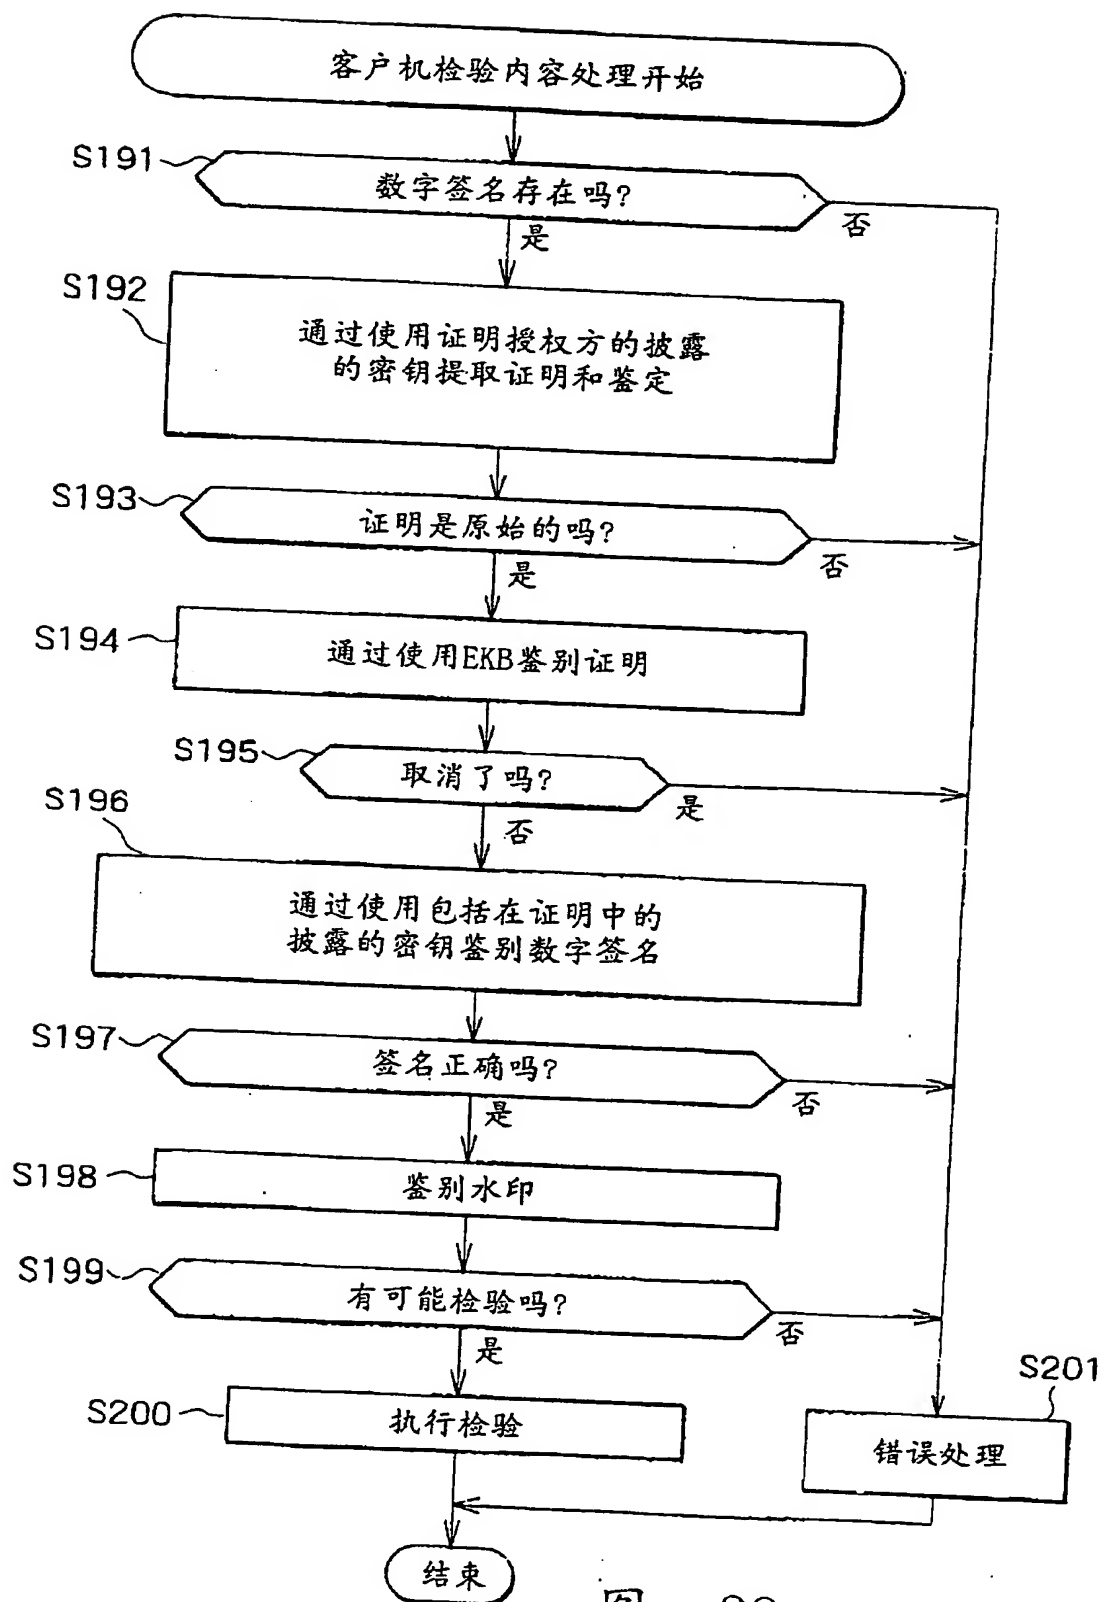 客户机检验内容处理开始
S191
数字签名存在吗?
否
是
S192
通过使用证明授权方的披露
的密钥提取证明和鉴定
S193
证明是原始的吗?
否
是
S194
通过使用EKB鉴别证明
S195
取消了吗?
是
否
S196
通过使用包括在证明中的
披露的密钥鉴别数字签名
S197
签名正确吗?
否
是
S198
鉴别水印
S199
有可能检验吗?
否
是
S200
执行检验
S201
错误处理
结束